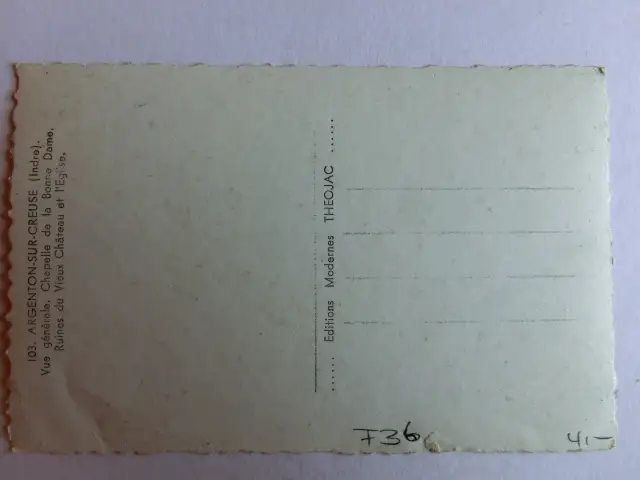 103. ARGENTON-SUR-CREUSE (Indre).
Vue générale. Chapelle de la Bonne Dame.
Ruines du Vieux Château et l'Eglise.
...... Editions Modernes THEOJAC ......
F36
4,-